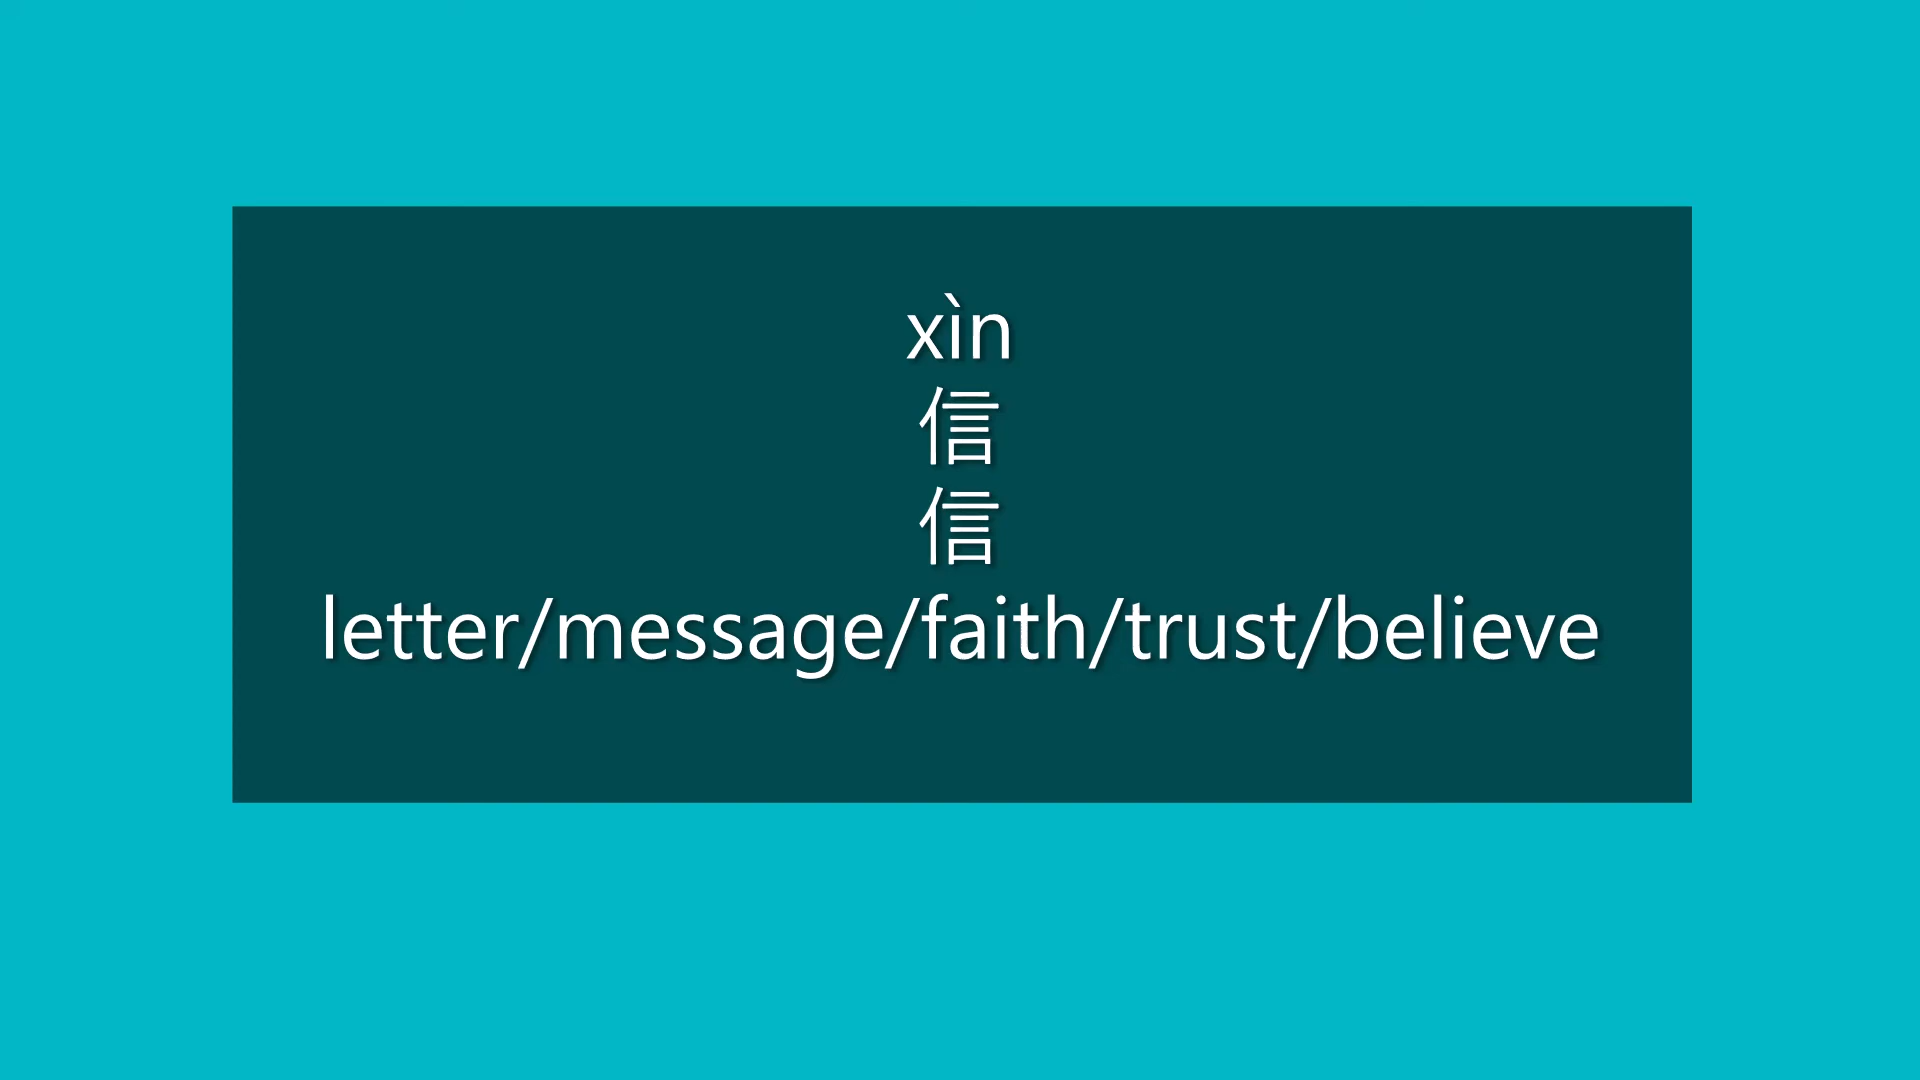 xìn
信
信
letter/message/faith/trust/believe